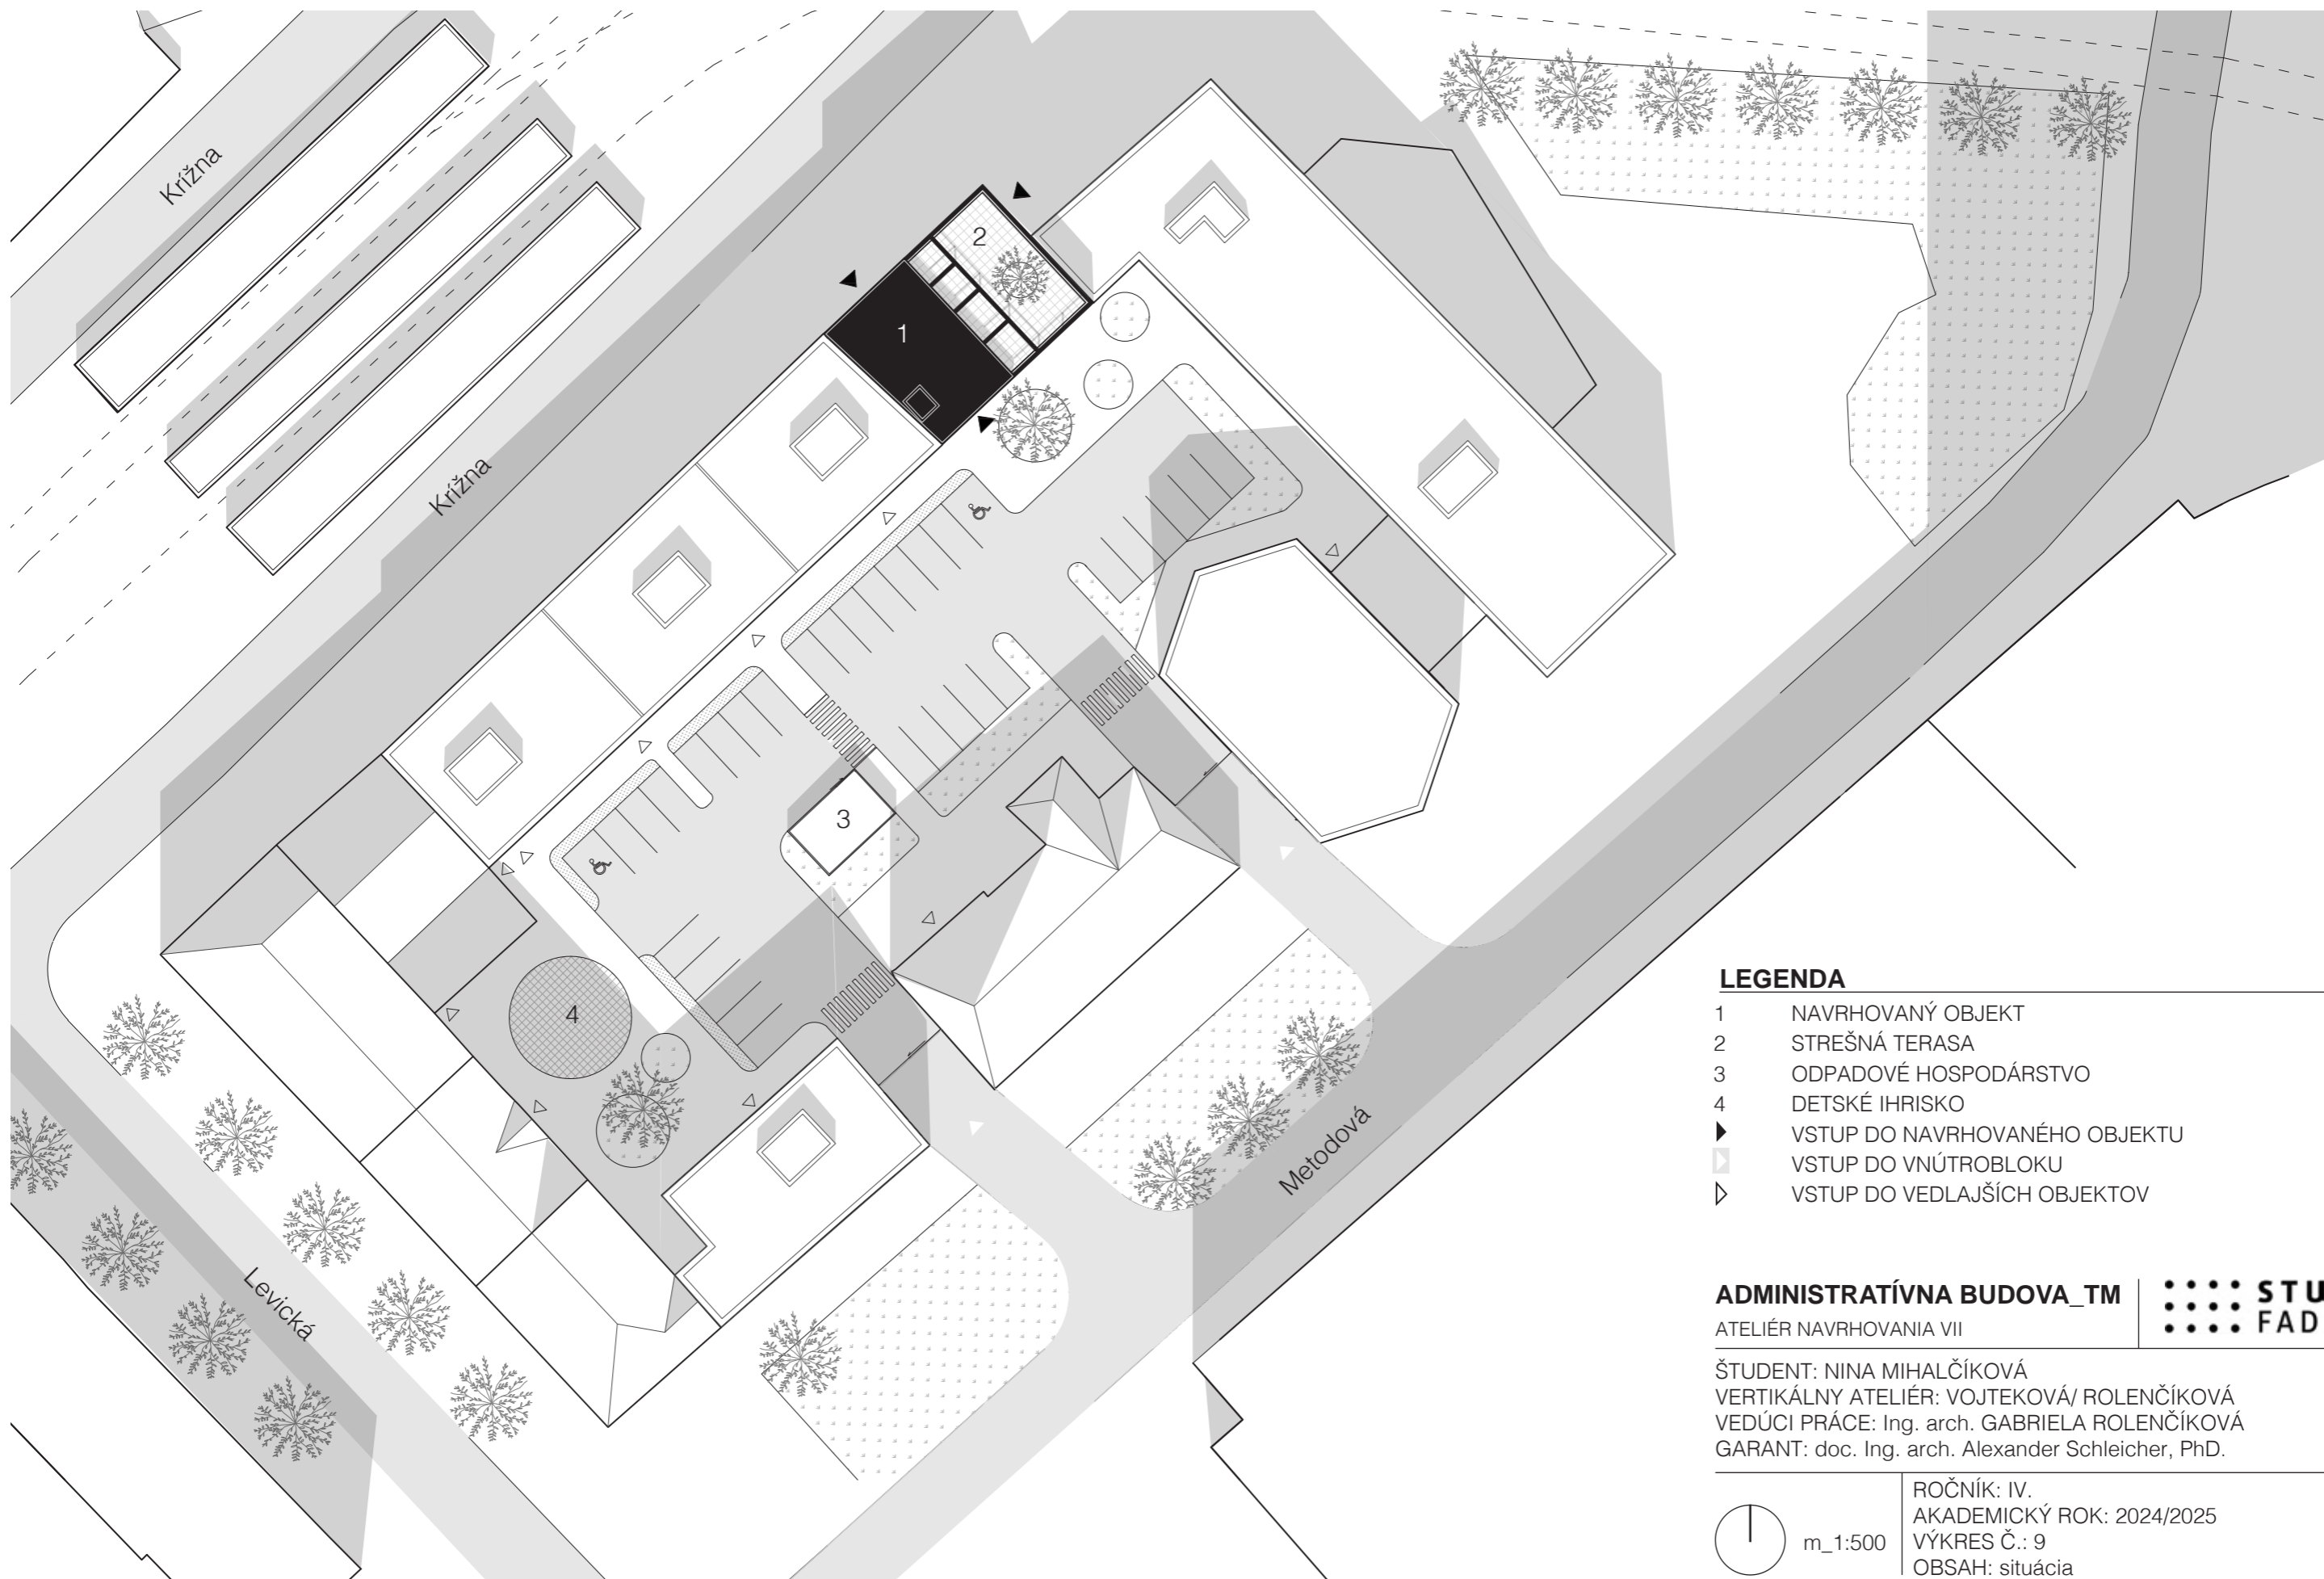 Krížna
Krížna
2
1
3
4
Levická
Metodová
LEGENDA
1 NAVRHOVANÝ OBJEKT
2 STREŠNÁ TERASA
3 ODPADOVÉ HOSPODÁRSTVO
4 DETSKÉ IHRISKO
VSTUP DO NAVRHOVANÉHO OBJEKTU
VSTUP DO VNÚTROBLOKU
VSTUP DO VEDLAJŠÍCH OBJEKTOV
ADMINISTRATÍVNA BUDOVA_TM
ATELIÉR NAVRHOVANIA VII
STU
FAD
ŠTUDENT: NINA MIHALČÍKOVÁ
VERTIKÁLNY ATELIÉR: VOJTEKOVÁ/ ROLENČÍKOVÁ
VEDÚCI PRÁCE: Ing. arch. GABRIELA ROLENČÍKOVÁ
GARANT: doc. Ing. arch. Alexander Schleicher, PhD.
m_1:500
ROČNÍK: IV.
AKADEMICKÝ ROK: 2024/2025
VÝKRES Č.: 9
OBSAH: situácia